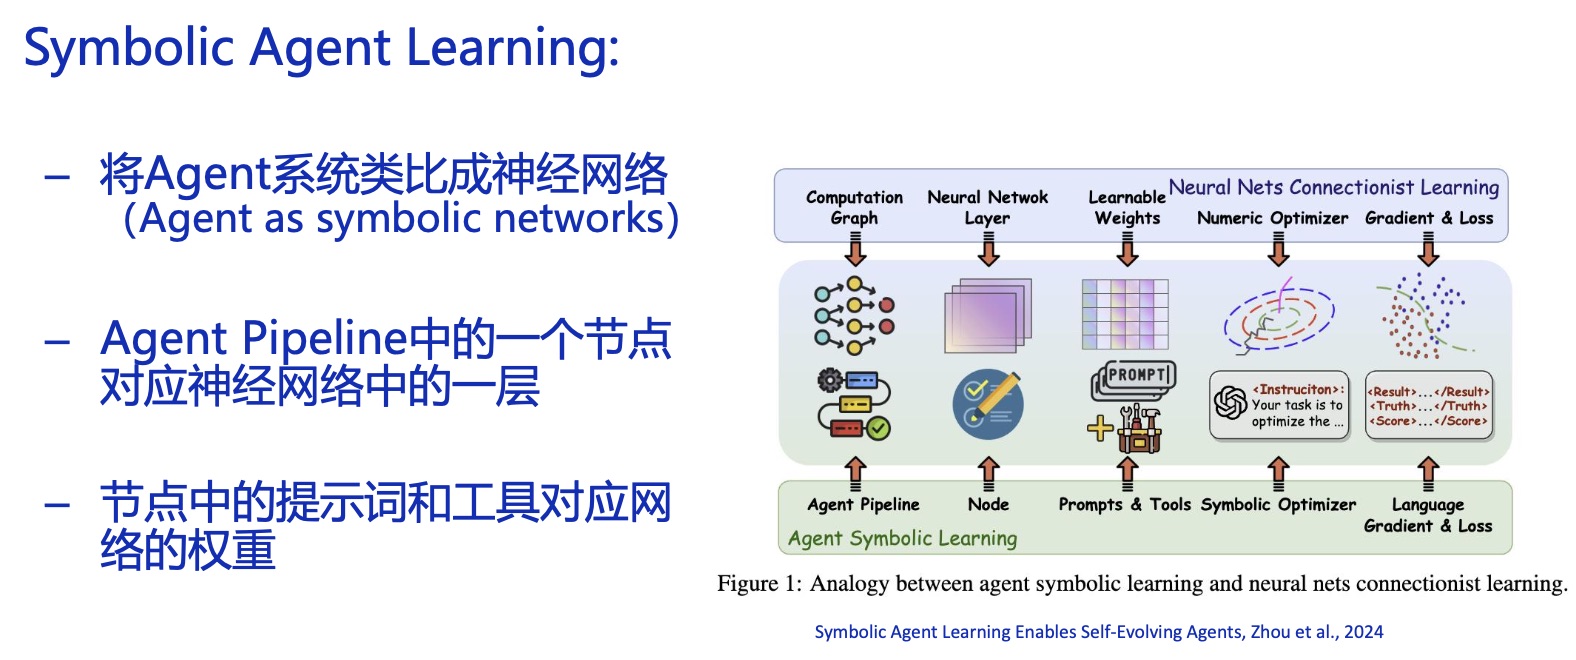 Symbolic Agent Learning:
– 将Agent系统类比成神经网络
（Agent as symbolic networks）
– Agent Pipeline中的一个节点
对应神经网络中的一层
– 节点中的提示词和工具对应网
络的权重
Neural Nets Connectionist Learning
Computation
Graph
Neural Netwok
Layer
Learnable
Weights
Numeric Optimizer
Gradient & Loss
PROMPT
<Instruciton>:
Your task is to
optimize the ...
<Result>...</Result>
<Truth>...</Truth>
<Score>...</Score>
Agent Pipeline
Node
Prompts & Tools
Symbolic Optimizer
Language
Gradient & Loss
Agent Symbolic Learning
Figure 1: Analogy between agent symbolic learning and neural nets connectionist learning.
Symbolic Agent Learning Enables Self-Evolving Agents, Zhou et al., 2024